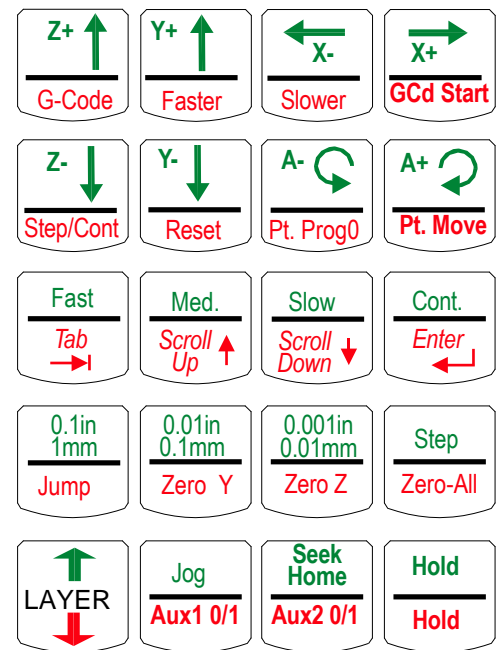 Z+
G-Code
Y+
Faster
X-
Slower
X+
GCd Start
Z-
Step/Cont
Y-
Reset
A-
Pt. Prog0
A+
Pt. Move
Fast
Tab
Med.
Scroll
Up
Slow
Scroll
Down
Cont.
Enter
0.1in
1mm
Jump
0.01in
0.1mm
Zero Y
0.001in
0.01mm
Zero Z
Step
Zero-All
LAYER
Jog
Aux1 0/1
Seek
Home
Aux2 0/1
Hold
Hold